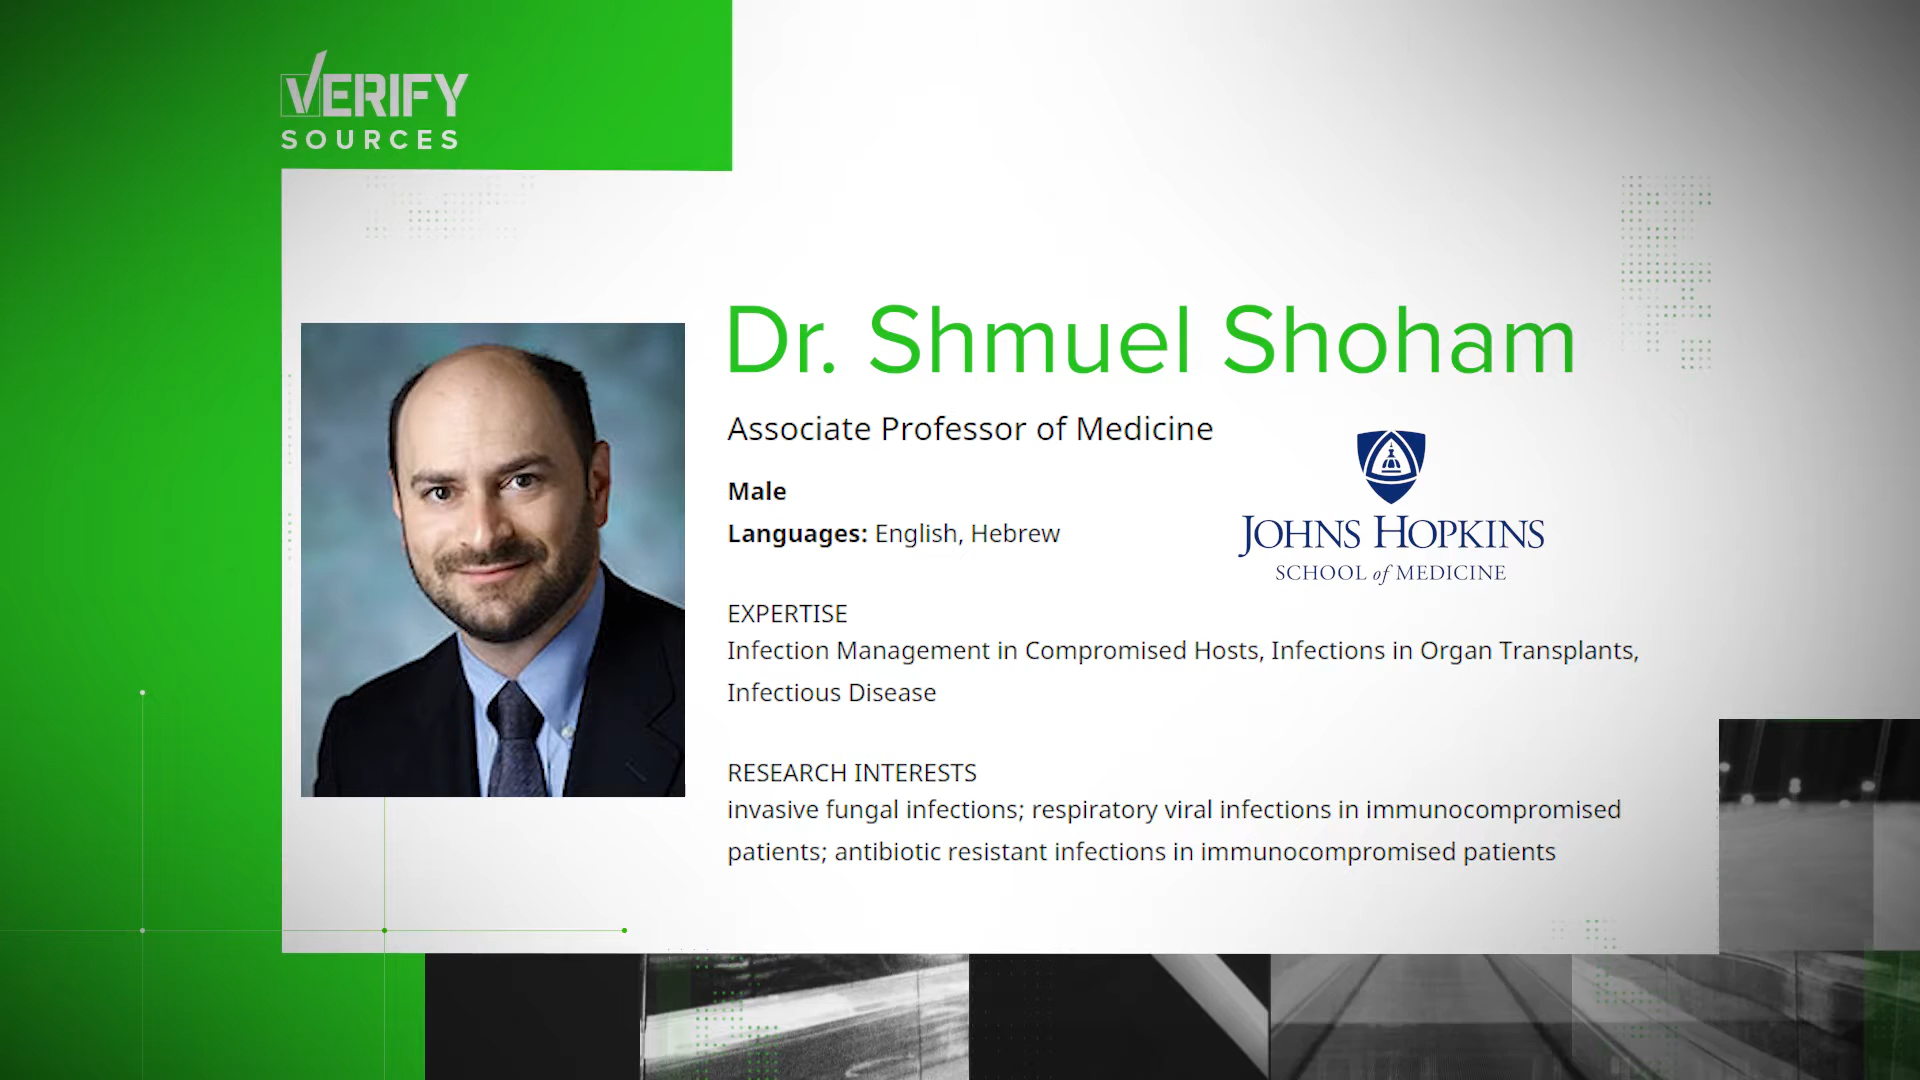 VERIFY
SOURCES
Dr. Shmuel Shoham
Associate Professor of Medicine
Male
Languages: English, Hebrew
JOHNS HOPKINS
SCHOOL of MEDICINE
EXPERTISE
Infection Management in Compromised Hosts, Infections in Organ Transplants,
Infectious Disease
RESEARCH INTERESTS
invasive fungal infections; respiratory viral infections in immunocompromised
patients; antibiotic resistant infections in immunocompromised patients